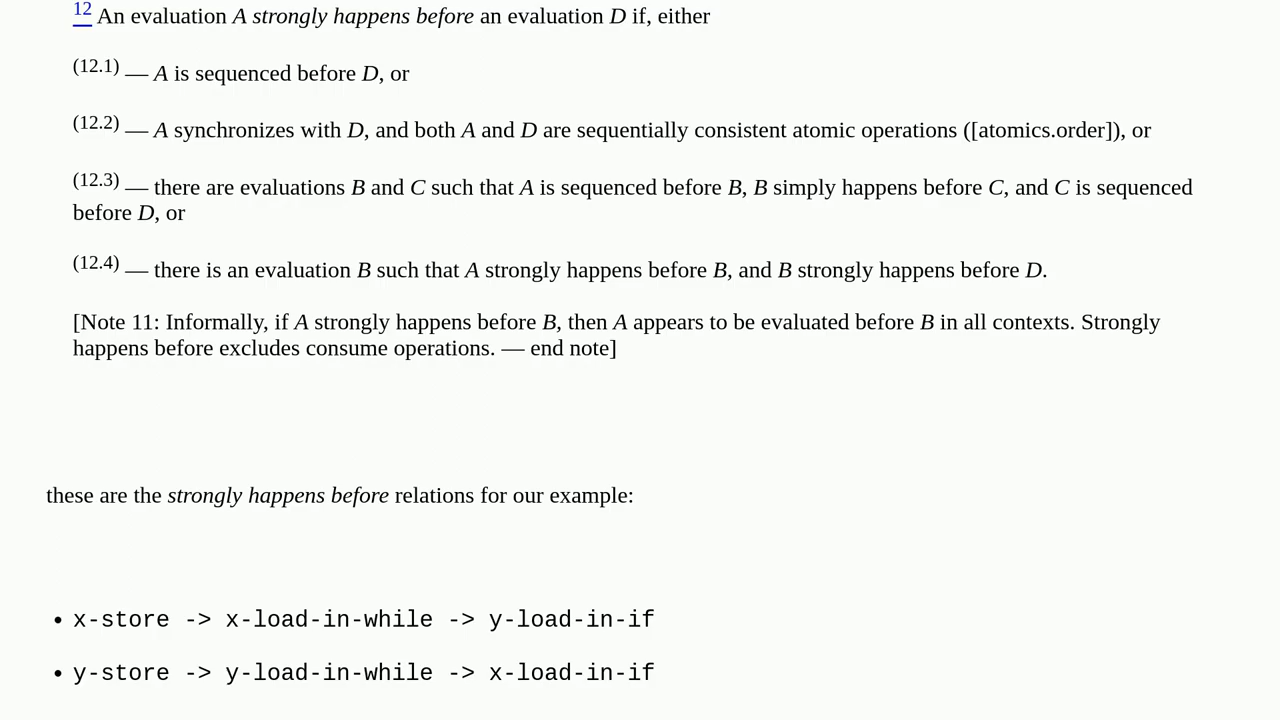 12 An evaluation A strongly happens before an evaluation D if, either
(12.1) — A is sequenced before D, or
(12.2) — A synchronizes with D, and both A and D are sequentially consistent atomic operations ([atomics.order]), or
(12.3) — there are evaluations B and C such that A is sequenced before B, B simply happens before C, and C is sequenced
before D, or
(12.4) — there is an evaluation B such that A strongly happens before B, and B strongly happens before D.
[Note 11: Informally, if A strongly happens before B, then A appears to be evaluated before B in all contexts. Strongly
happens before excludes consume operations. — end note]
these are the strongly happens before relations for our example:
• x-store -> x-load-in-while -> y-load-in-if
• y-store -> y-load-in-while -> x-load-in-if